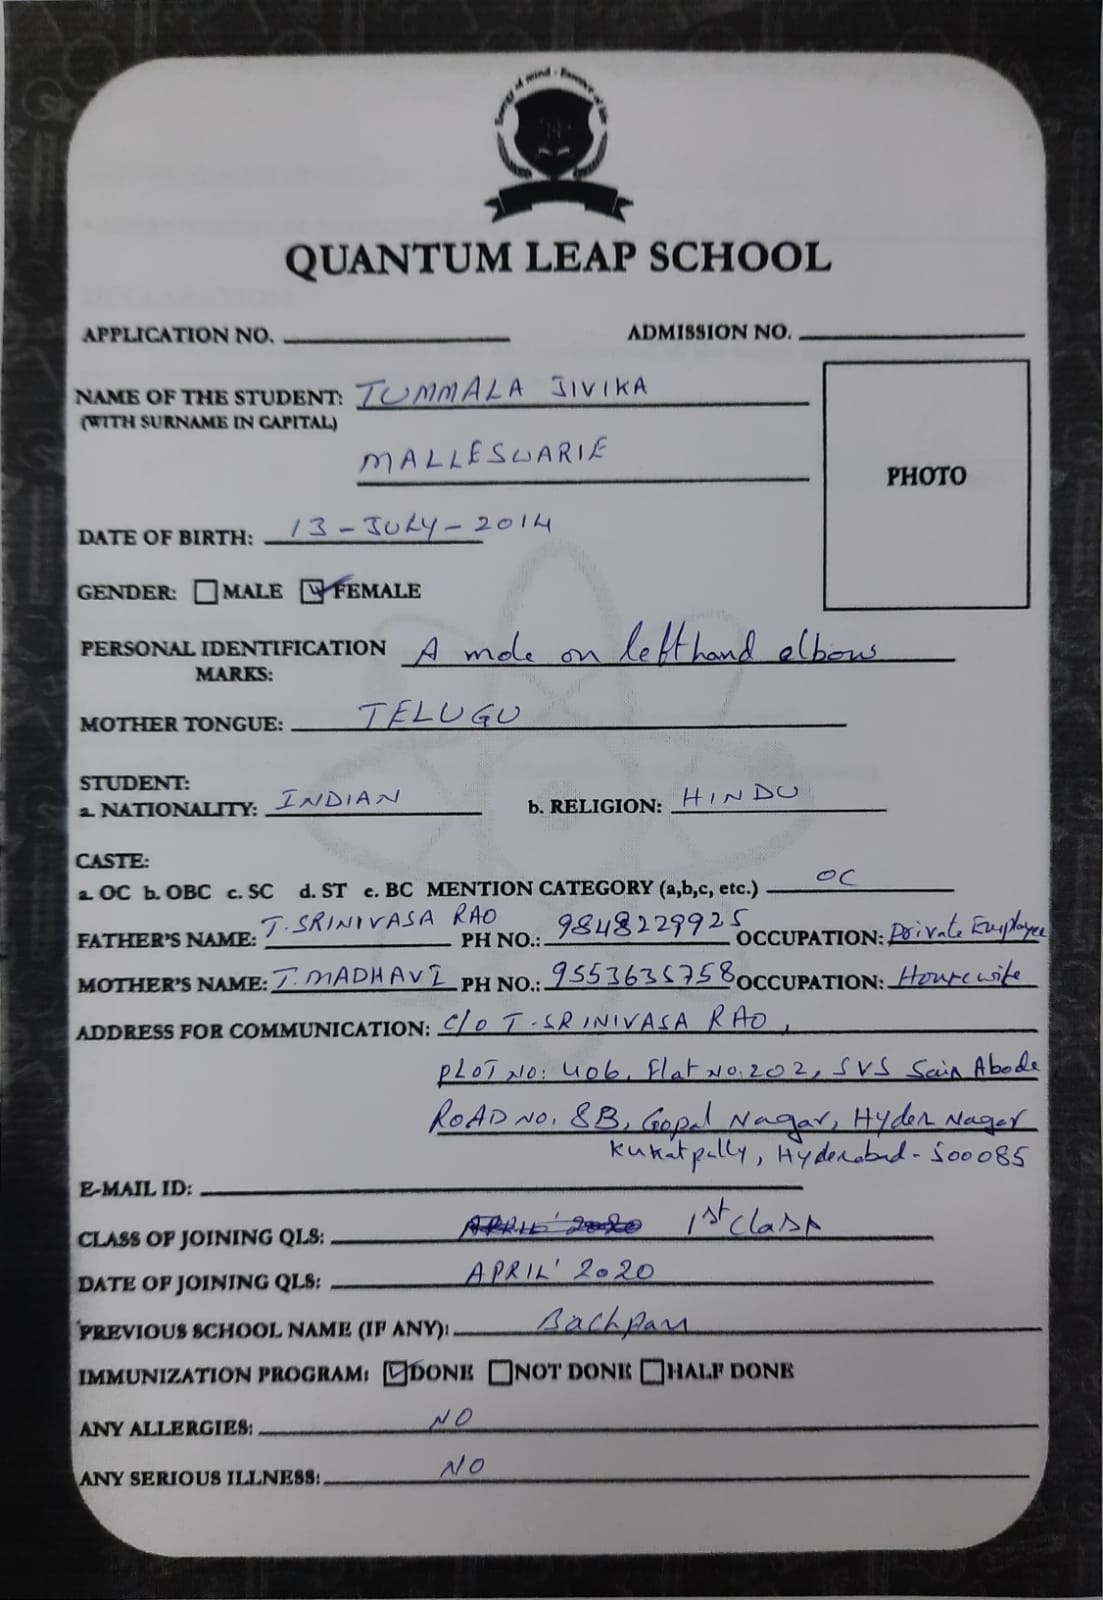 Energy of mind - Essence of life
QUANTUM LEAP SCHOOL
APPLICATION NO. ADMISSION NO.
NAME OF THE STUDENT: TUMMALA JIVIKA
(WITH SURNAME IN CAPITAL)
MALLESWARIE
PHOTO
DATE OF BIRTH: 13-JULY-2014
GENDER: MALE FEMALE
PERSONAL IDENTIFICATION A mole on lefthand elbow
MARKS:
MOTHER TONGUE: TELUGU
STUDENT:
a. NATIONALITY: INDIAN b. RELIGION: HINDU
CASTE:
a. OC b. OBC c. SC d. ST e. BC MENTION CATEGORY (a,b,c, etc.) OC
FATHER'S NAME: T. SRINIVASA RAO PH NO.: 9848229925 OCCUPATION: Private Employee
MOTHER'S NAME: T. MADHAVI PH NO.: 9553635758 OCCUPATION: Housewife
ADDRESS FOR COMMUNICATION: C/o T. SRINIVASA RAO,
PLOT NO: 406, Flat No: 202, SVS Abode
ROAD NO. 8B, Gopal Nagar, Hyder Nagar
Kukatpally, Hyderabad - 500085
E-MAIL ID:
CLASS OF JOINING QLS: APRIL' 2020 1st Class
DATE OF JOINING QLS: APRIL' 2020
PREVIOUS SCHOOL NAME (IF ANY): Bachpan
IMMUNIZATION PROGRAM: DONE NOT DONE HALF DONE
ANY ALLERGIES: NO
ANY SERIOUS ILLNESS: NO